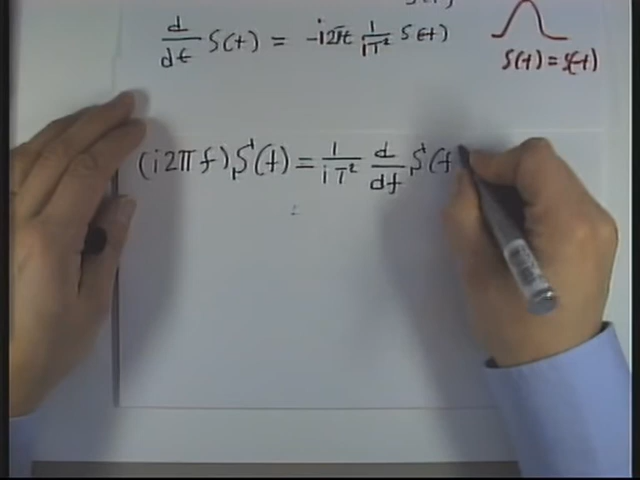 d/dt S(t) = -i2πt 1/iT² S(t)
S(t) = S(-t)
(i2πf) S(f) = 1/iT² d/df S(f